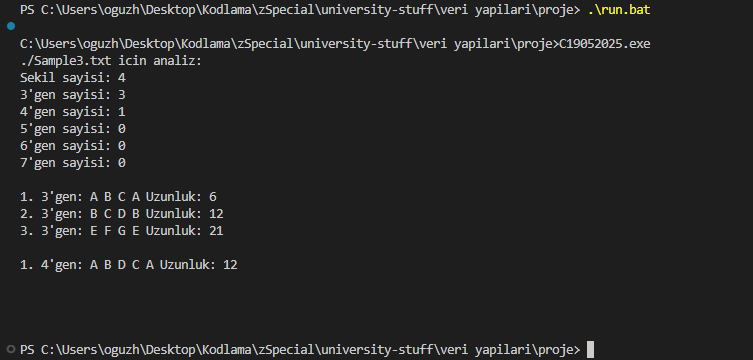 PS C:\Users\oguzh\Desktop\Kodlama\zSpecial\university-stuff\veri yapilari\proje> .\run.bat
C:\Users\oguzh\Desktop\Kodlama\zSpecial\university-stuff\veri yapilari\proje>C19052025.exe
./Sample3.txt icin analiz:
Sekil sayisi: 4
3'gen sayisi: 3
4'gen sayisi: 1
5'gen sayisi: 0
6'gen sayisi: 0
7'gen sayisi: 0
1. 3'gen: A B C A Uzunluk: 6
2. 3'gen: B C D B Uzunluk: 12
3. 3'gen: E F G E Uzunluk: 21
1. 4'gen: A B D C A Uzunluk: 12
PS C:\Users\oguzh\Desktop\Kodlama\zSpecial\university-stuff\veri yapilari\proje>